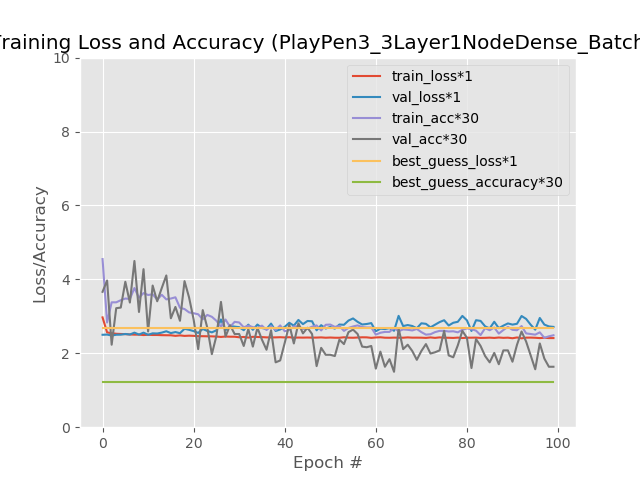 Training Loss and Accuracy (PlayPen3_3Layer1NodeDense_Batch
10
8
6
4
2
0
Loss/Accuracy
train_loss*1
val_loss*1
train_acc*30
val_acc*30
best_guess_loss*1
best_guess_accuracy*30
0 20 40 60 80 100
Epoch #